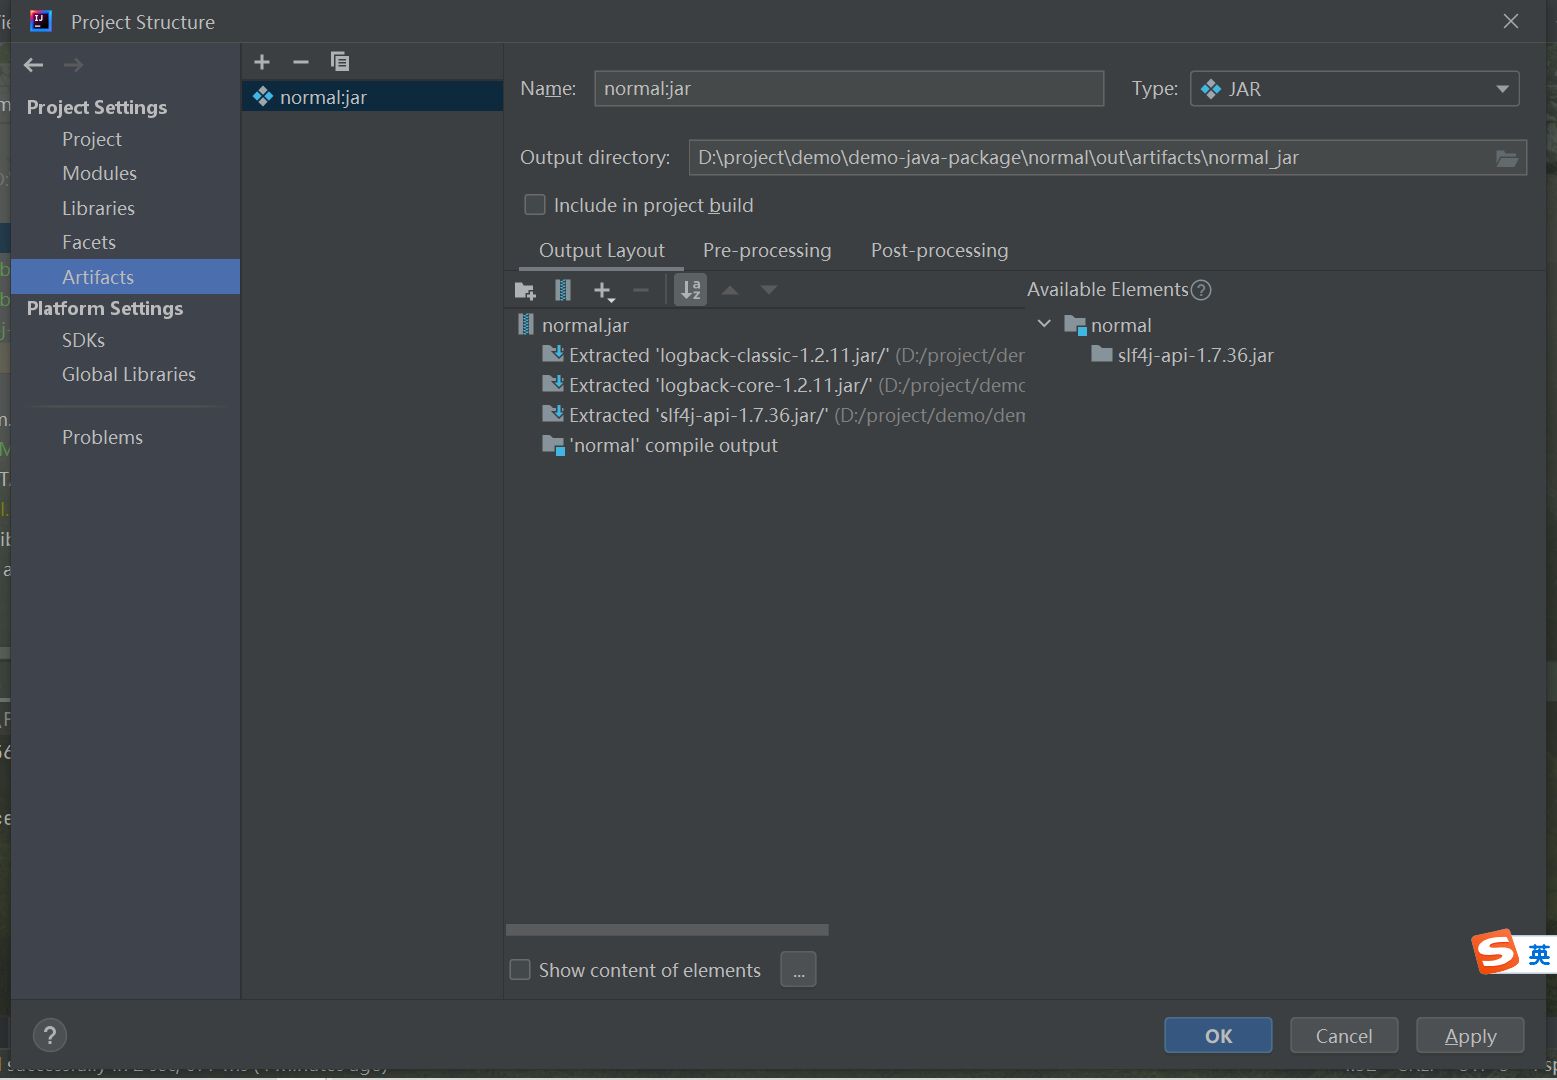 Project Structure
Project Settings
Project
Modules
Libraries
Facets
Artifacts
Platform Settings
SDKs
Global Libraries
Problems
normal:jar
Name: normal:jar Type: JAR
Output directory: D:\project\demo\demo-java-package\normal\out\artifacts\normal_jar
Include in project build
Output Layout Pre-processing Post-processing
Available Elements ?
normal.jar
Extracted 'logback-classic-1.2.11.jar/' (D:/project/der
Extracted 'logback-core-1.2.11.jar/' (D:/project/demo
Extracted 'slf4j-api-1.7.36.jar/' (D:/project/demo/dem
'normal' compile output
normal
slf4j-api-1.7.36.jar
Show content of elements ...
英
? OK Cancel Apply